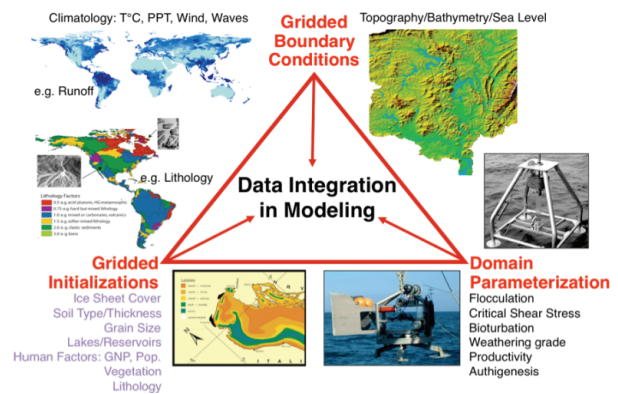 Climatology: T°C, PPT, Wind, Waves
Gridded
Boundary
Conditions
Topography/Bathymetry/Sea Level
e.g. Runoff
e.g. Lithology
Lithology Factors
Data Integration
in Modeling
Gridded
Initializations
Ice Sheet Cover
Soil Type/Thickness
Grain Size
Lakes/Reservoirs
Human Factors: GNP, Pop.
Vegetation
Lithology
I T A L I
Domain
Parameterization
Flocculation
Critical Shear Stress
Bioturbation
Weathering grade
Productivity
Authigenesis